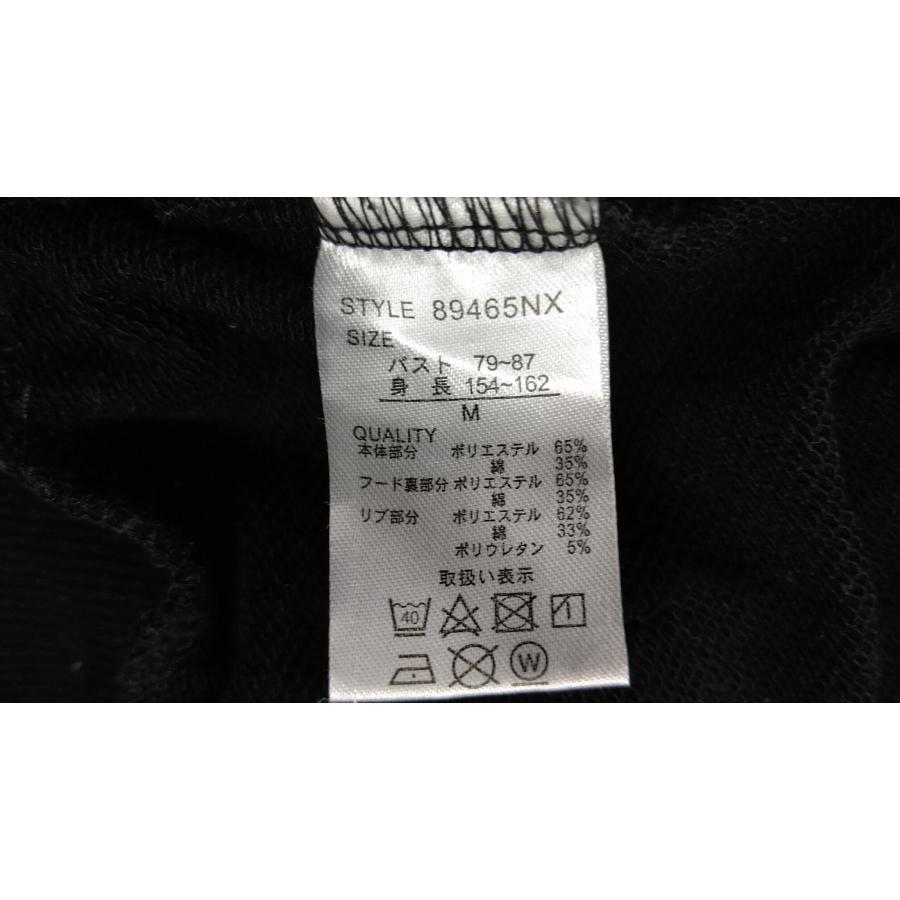 STYLE 89465NX
SIZE
バスト 79~87
身長 154~162
M
QUALITY
本体部分 ポリエステル 65%
綿 35%
フード裏部分 ポリエステル 65%
綿 35%
リブ部分 ポリエステル 62%
綿 33%
ポリウレタン 5%
取扱い表示
40
W